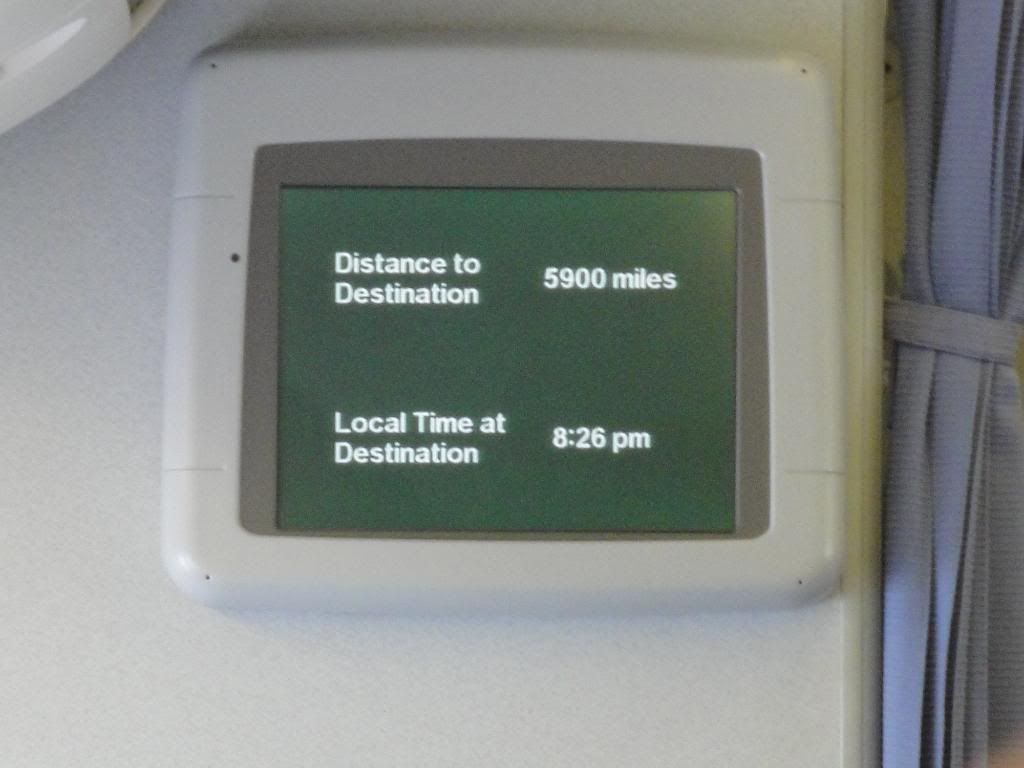 Distance to
Destination
5900 miles
Local Time at
Destination
8:26 pm